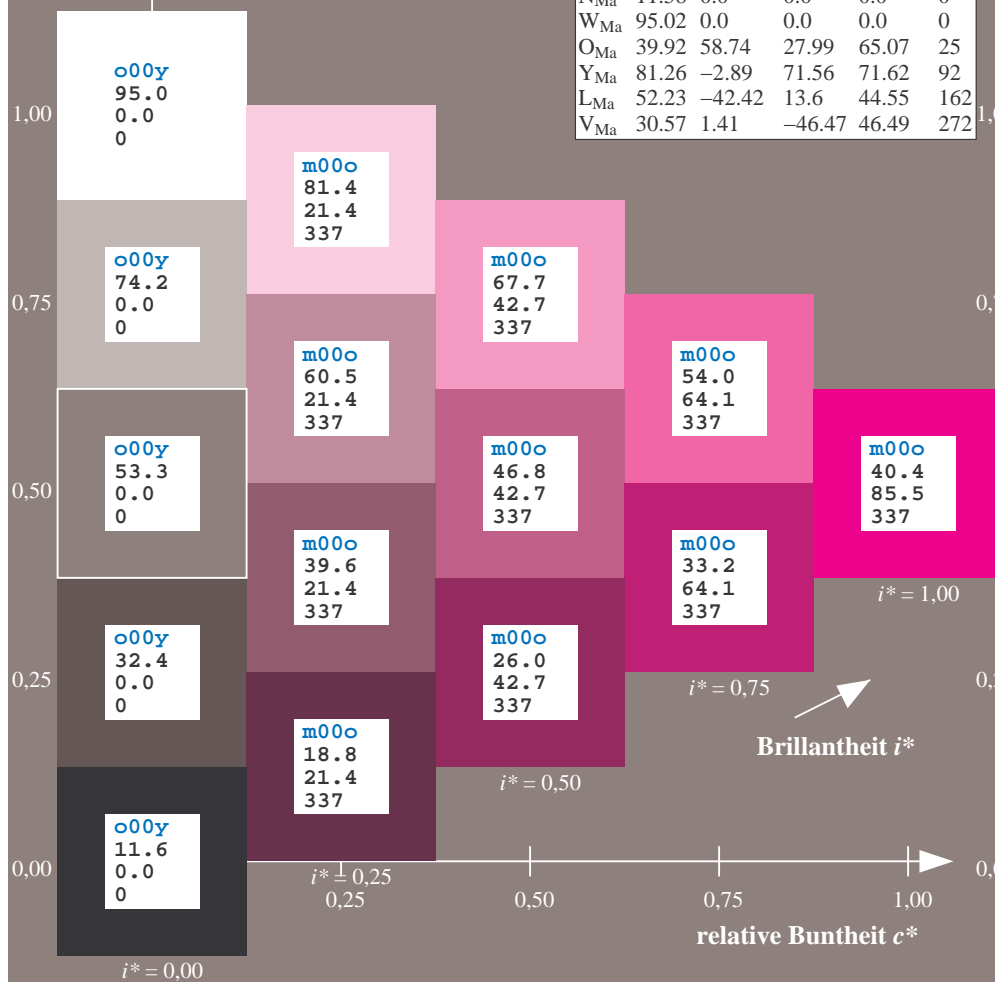 W_Ma 95.02 0.0 0.0 0.0 0
O_Ma 39.92 58.74 27.99 65.07 25
Y_Ma 81.26 −2.89 71.56 71.62 92
L_Ma 52.23 −42.42 13.6 44.55 162
V_Ma 30.57 1.41 −46.47 46.49 272
1,00
0,75
0,50
0,25
0,00
o00y
95.0
0.0
0
o00y
74.2
0.0
0
o00y
53.3
0.0
0
o00y
32.4
0.0
0
o00y
11.6
0.0
0
i* = 0,00
m00o
81.4
21.4
337
m00o
60.5
21.4
337
m00o
39.6
21.4
337
m00o
18.8
21.4
337
i* = 0,25
m00o
67.7
42.7
337
m00o
46.8
42.7
337
m00o
26.0
42.7
337
i* = 0,50
m00o
54.0
64.1
337
m00o
33.2
64.1
337
i* = 0,75
m00o
40.4
85.5
337
i* = 1,00
Brillantheit i*
0,25 0,50 0,75 1,00
relative Buntheit c*